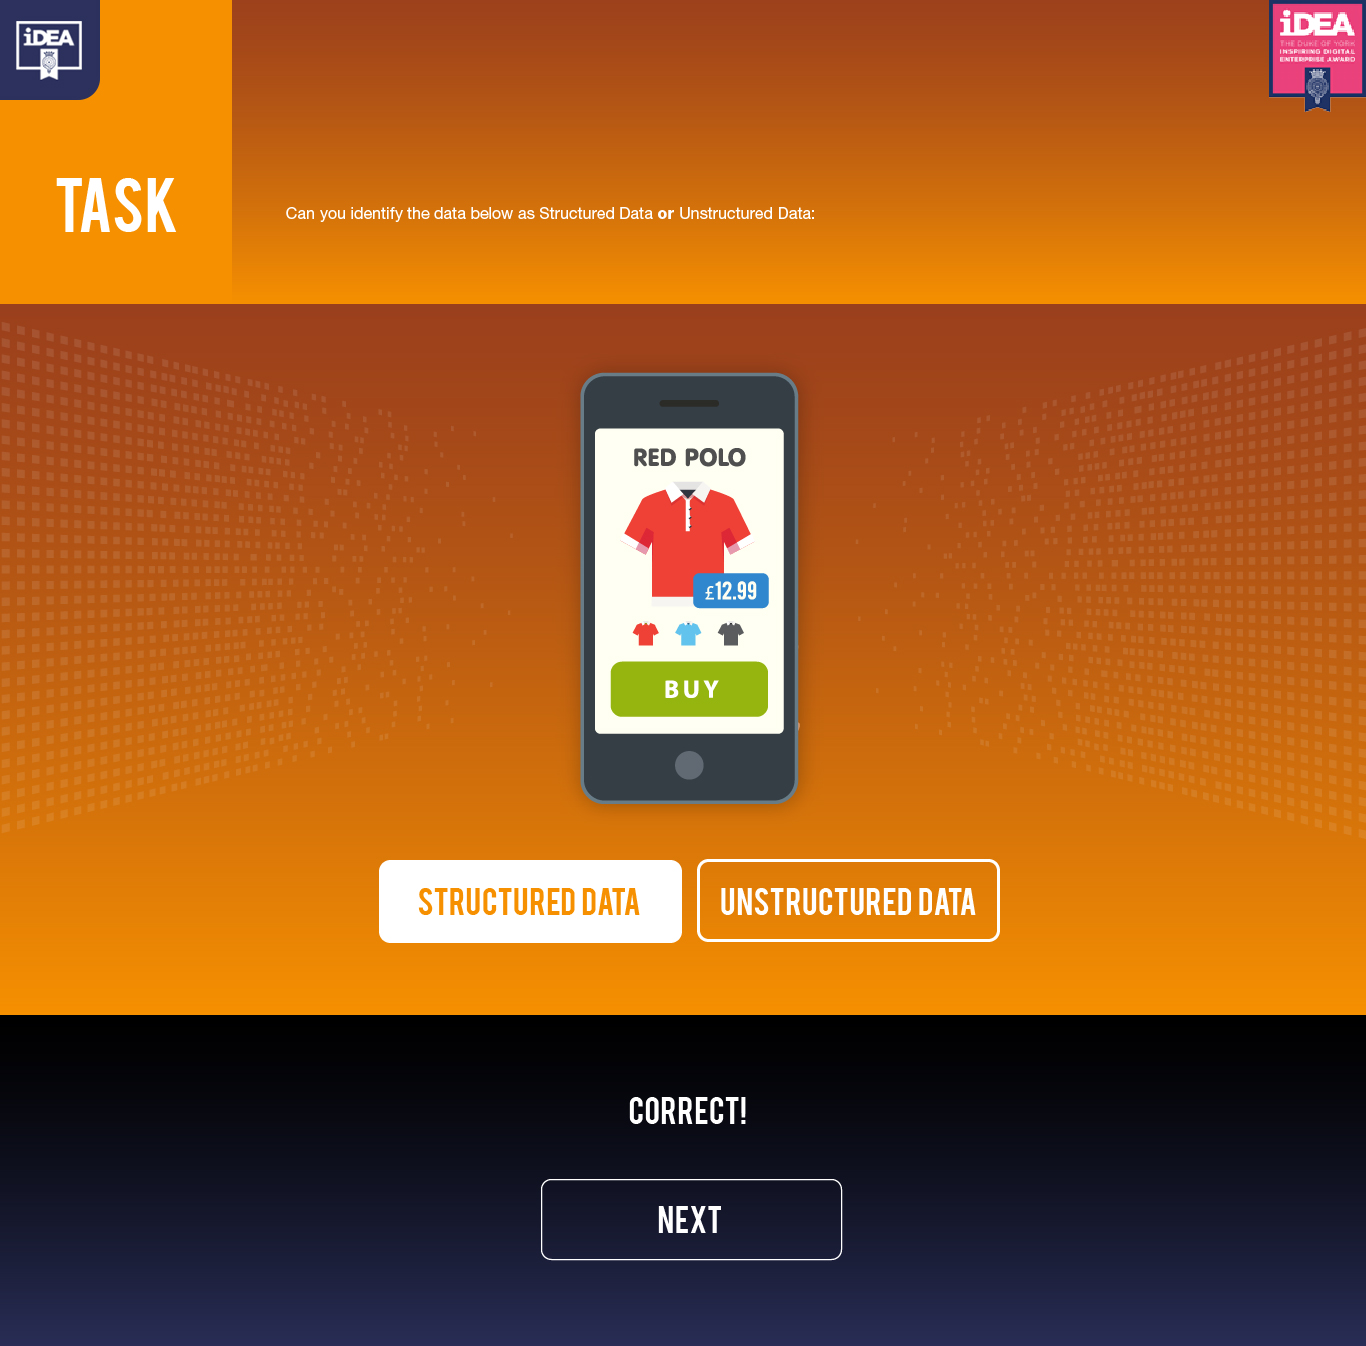 iDEA
iDEA
THE DUKE OF YORK
INSPIRING DIGITAL
ENTERPRISE AWARD
TASK
Can you identify the data below as Structured Data or Unstructured Data:
RED POLO
£12.99
BUY
STRUCTURED DATA
UNSTRUCTURED DATA
CORRECT!
NEXT